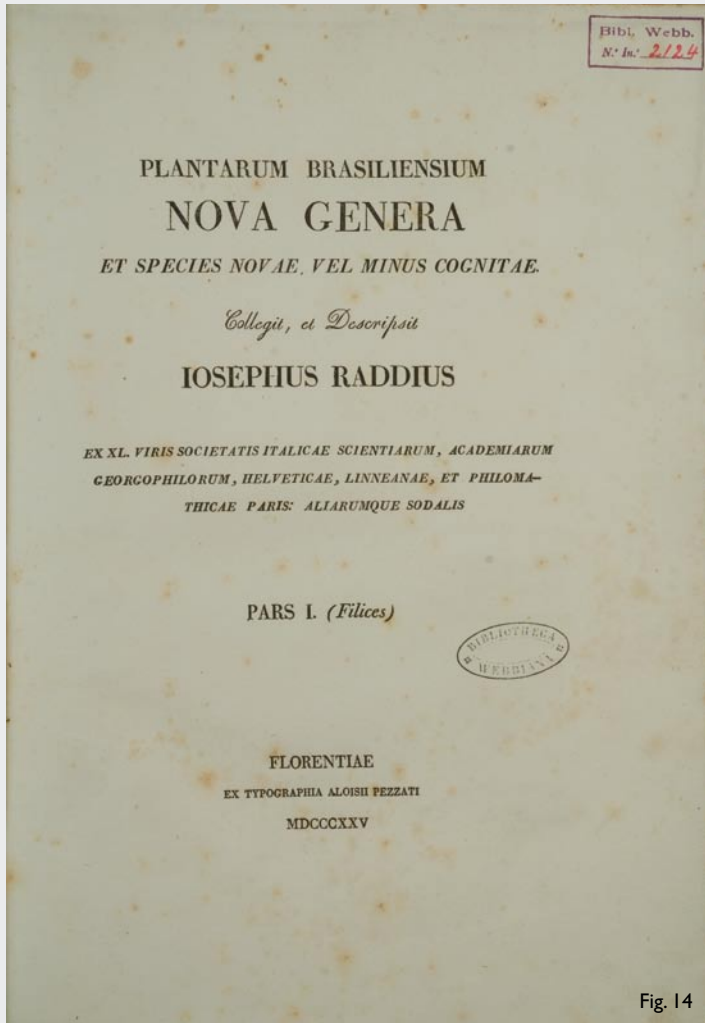 Bibl. Webb.
N.º In.º 2124
PLANTARUM BRASILIENSIUM
NOVA GENERA
ET SPECIES NOVAE, VEL MINUS COGNITAE.
Collegit, et Descripsit
IOSEPHUS RADDIUS
EX XL. VIRIS SOCIETATIS ITALICAE SCIENTIARUM, ACADEMIARUM
GEORGOPHILORUM, HELVETICAE, LINNEANAE, ET PHILOMA-
THICAE PARIS: ALIARUMQUE SODALIS
PARS I. (Filices)
BIBLIOTHECA
WEBBIANA
FLORENTIAE
EX TYPOGRAPHIA ALOISII PEZZATI
MDCCCXXV
Fig. 14